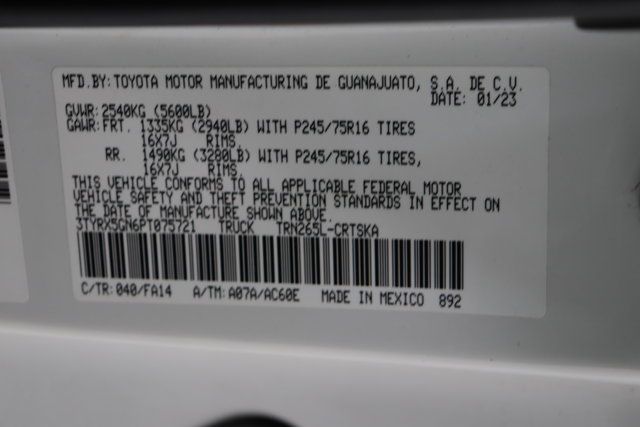 MFD.BY:TOYOTA MOTOR MANUFACTURING DE GUANAJUATO, S.A. DE C.V.
DATE: 01/23
GVWR:2540KG (5600LB)
GAWR:FRT. 1335KG (2940LB) WITH P245/75R16 TIRES
16X7J RIMS,
RR. 1490KG (3280LB) WITH P245/75R16 TIRES,
16X7J RIMS.
THIS VEHICLE CONFORMS TO ALL APPLICABLE FEDERAL MOTOR
VEHICLE SAFETY AND THEFT PREVENTION STANDARDS IN EFFECT ON
THE DATE OF MANUFACTURE SHOWN ABOVE.
3TYRX5GN6PT075721 TRUCK TRN265L-CRTSKA
C/TR:040/FA14 A/TM:A07A/AC60E MADE IN MEXICO 892